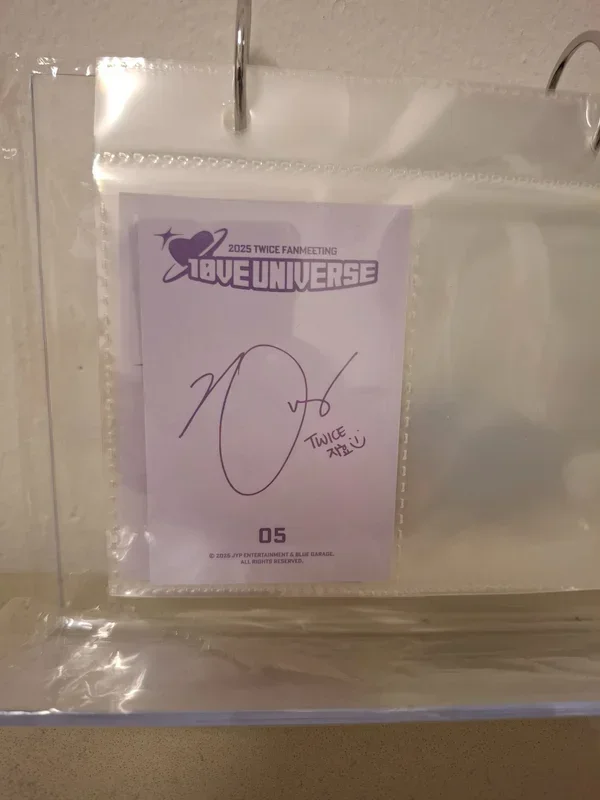 2025 TWICE FANMEETING
10VE UNIVERSE
TWICE
지효
05
© 2025 JYP ENTERTAINMENT & BLUE GARAGE.
ALL RIGHTS RESERVED.